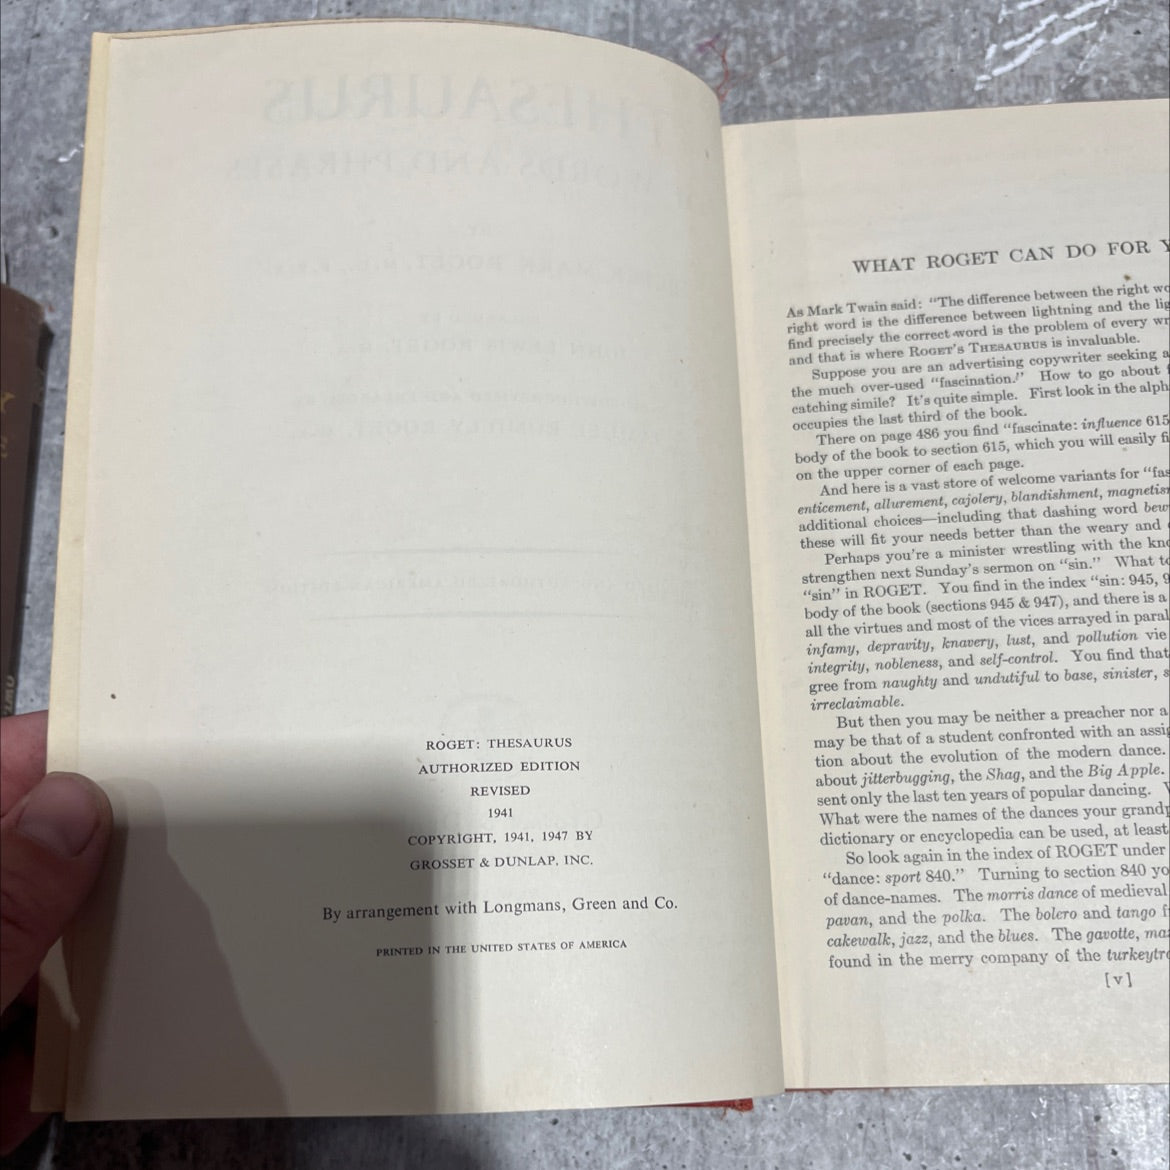 ROGET: THESAURUS
AUTHORIZED EDITION
REVISED
1941
COPYRIGHT, 1941, 1947 BY
GROSSET & DUNLAP, INC.
By arrangement with Longmans, Green and Co.
PRINTED IN THE UNITED STATES OF AMERICA
WHAT ROGET CAN DO FOR
As Mark Twain said: "The difference between the right
right word is the difference between lightning and the
find precisely the correct word is the problem of every
and that is where ROGET'S THESAURUS is invaluable.
Suppose you are an advertising copywriter seeking
the much over-used "fascination." How to go about
catching simile? It's quite simple. First look in the
occupies the last third of the book.
There on page 486 you find "fascinate: influence 615
body of the book to section 615, which you will easily
on the upper corner of each page.
And here is a vast store of welcome variants for
enticement, allurement, cajolery, blandishment,
additional choices—including that dashing word
these will fit your needs better than the weary and
Perhaps you're a minister wrestling with the
strengthen next Sunday's sermon on "sin." What
"sin" in ROGET. You find in the index "sin: 945,
body of the book (sections 945 & 947), and there is a
all the virtues and most of the vices arrayed in
infamy, depravity, knavery, lust, and pollution vie
integrity, nobleness, and self-control. You find that
gree from naughty and undutiful to base, sinister,
irreclaimable.
But then you may be neither a preacher nor a
may be that of a student confronted with an
tion about the evolution of the modern dance.
about jitterbugging, the Shag, and the Big Apple.
sent only the last ten years of popular dancing.
What were the names of the dances your
dictionary or encyclopedia can be used, at least
So look again in the index of ROGET under
"dance: sport 840." Turning to section 840
of dance-names. The morris dance of medieval
pavan, and the polka. The bolero and tango
cakewalk, jazz, and the blues. The gavotte,
found in the merry company of the
[v]